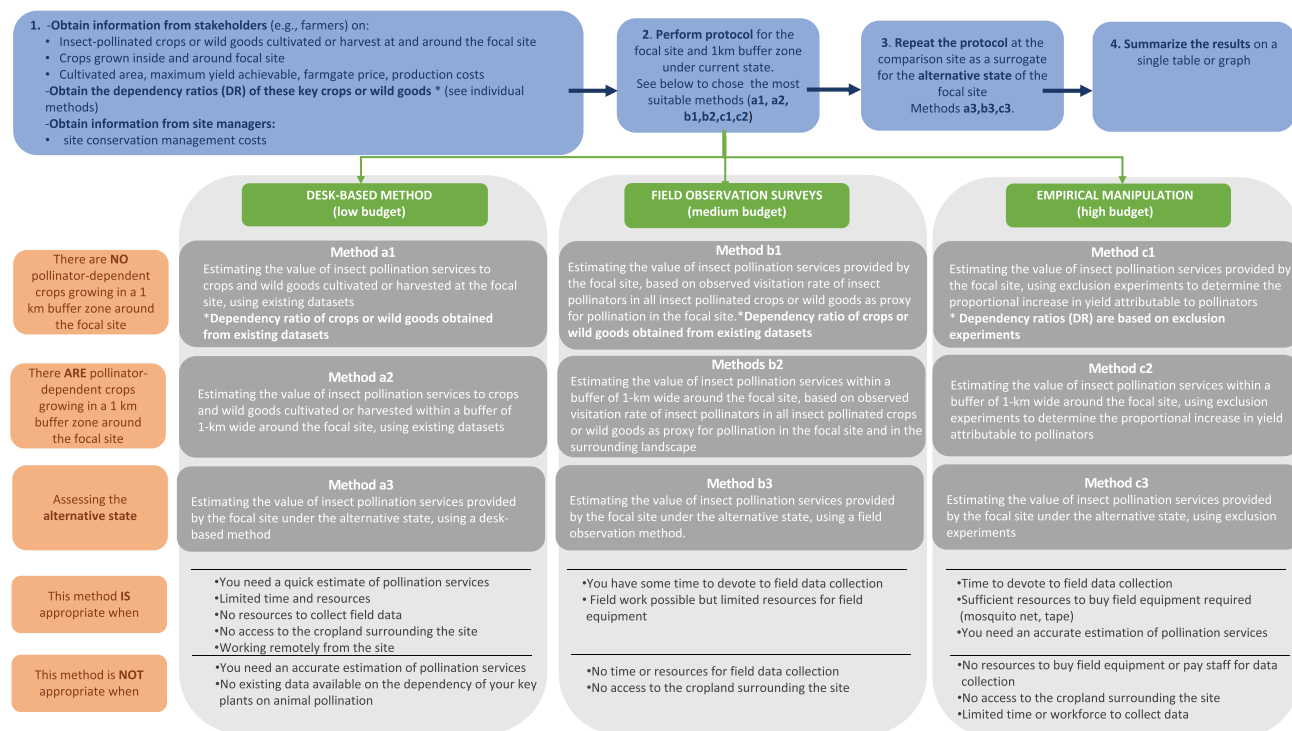 1. -Obtain information from stakeholders (e.g., farmers) on:
• Insect-pollinated crops or wild goods cultivated or harvest at and around the focal site
• Crops grown inside and around focal site
• Cultivated area, maximum yield achievable, farmgate price, production costs
-Obtain the dependency ratios (DR) of these key crops or wild goods * (see individual
methods)
-Obtain information from site managers:
• site conservation management costs
2. Perform protocol for the
focal site and 1km buffer zone
under current state.
See below to chose the most
suitable methods (a1, a2,
b1,b2,c1,c2)
3. Repeat the protocol at the
comparison site as a surrogate
for the alternative state of the
focal site
Methods a3,b3,c3.
4. Summarize the results on a
single table or graph
DESK-BASED METHOD
(low budget)
FIELD OBSERVATION SURVEYS
(medium budget)
EMPIRICAL MANIPULATION
(high budget)
There are NO
pollinator-dependent
crops growing in a 1
km buffer zone around
the focal site
Method a1
Estimating the value of insect pollination services to
crops and wild goods cultivated or harvested at the focal
site, using existing datasets
*Dependency ratio of crops or wild goods obtained
from existing datasets
Method b1
Estimating the value of insect pollination services provided by
the focal site, based on observed visitation rate of insect
pollinators in all insect pollinated crops or wild goods as proxy
for pollination in the focal site.*Dependency ratio of crops or
wild goods obtained from existing datasets
Method c1
Estimating the value of insect pollination services provided by
the focal site, using exclusion experiments to determine the
proportional increase in yield attributable to pollinators
* Dependency ratios (DR) are based on exclusion
experiments
There ARE pollinator-
dependent crops
growing in a 1 km
buffer zone around
the focal site
Method a2
Estimating the value of insect pollination services to crops
and wild goods cultivated or harvested within a buffer of
1-km wide around the focal site, using existing datasets
Methods b2
Estimating the value of insect pollination services within a
buffer of 1-km wide around the focal site, based on observed
visitation rate of insect pollinators in all insect pollinated crops
or wild goods as proxy for pollination in the focal site and in the
surrounding landscape
Method c2
Estimating the value of insect pollination services within a
buffer of 1-km wide around the focal site, using exclusion
experiments to determine the proportional increase in yield
attributable to pollinators
Assessing the
alternative state
Method a3
Estimating the value of insect pollination services provided
by the focal site under the alternative state, using a desk-
based method
Method b3
Estimating the value of insect pollination services provided
by the focal site under the alternative state, using a field
observation method.
Method c3
Estimating the value of insect pollination services provided
by the focal site under the alternative state, using exclusion
experiments
This method IS
appropriate when
•You need a quick estimate of pollination services
•Limited time and resources
•No resources to collect field data
•No access to the cropland surrounding the site
•Working remotely from the site
•You have some time to devote to field data collection
• Field work possible but limited resources for field
equipment
•Time to devote to field data collection
•Sufficient resources to buy field equipment required
(mosquito net, tape)
•You need an accurate estimation of pollination services
This method is NOT
appropriate when
•You need an accurate estimation of pollination services
•No existing data available on the dependency of your key
plants on animal pollination
•No time or resources for field data collection
•No access to the cropland surrounding the site
•No resources to buy field equipment or pay staff for data
collection
•No access to the cropland surrounding the site
•Limited time or workforce to collect data